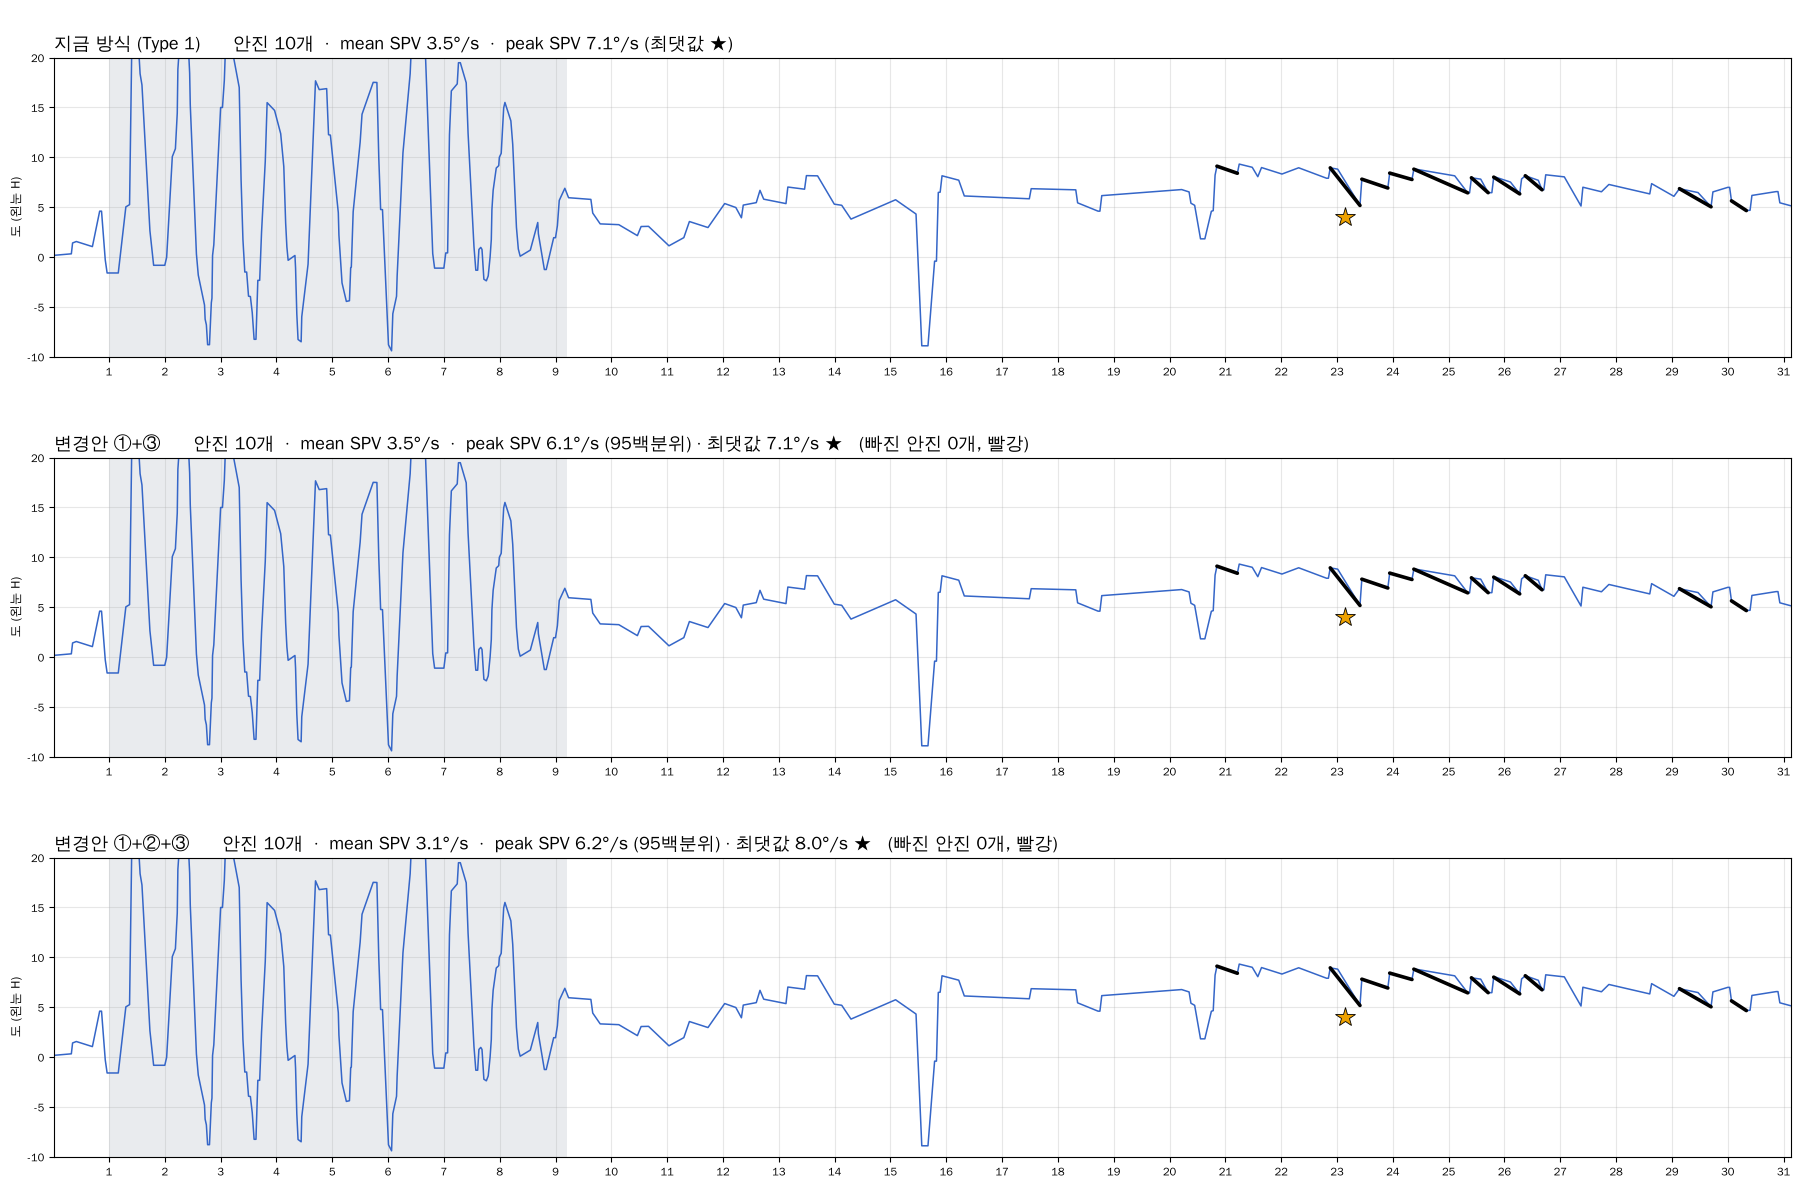 지금 방식 (Type 1) 안진 10개 · mean SPV 3.5°/s · peak SPV 7.1°/s (최댓값 ★)
20
15
10
5
0
-5
-10
도 (왼눈 H)
1 2 3 4 5 6 7 8 9 10 11 12 13 14 15 16 17 18 19 20 21 22 23 24 25 26 27 28 29 30 31
변경안 ①+③ 안진 10개 · mean SPV 3.5°/s · peak SPV 6.1°/s (95백분위) · 최댓값 7.1°/s ★ (빠진 안진 0개, 빨강)
20
15
10
5
0
-5
-10
도 (왼눈 H)
1 2 3 4 5 6 7 8 9 10 11 12 13 14 15 16 17 18 19 20 21 22 23 24 25 26 27 28 29 30 31
변경안 ①+②+③ 안진 10개 · mean SPV 3.1°/s · peak SPV 6.2°/s (95백분위) · 최댓값 8.0°/s ★ (빠진 안진 0개, 빨강)
20
15
10
5
0
-5
-10
도 (왼눈 H)
1 2 3 4 5 6 7 8 9 10 11 12 13 14 15 16 17 18 19 20 21 22 23 24 25 26 27 28 29 30 31